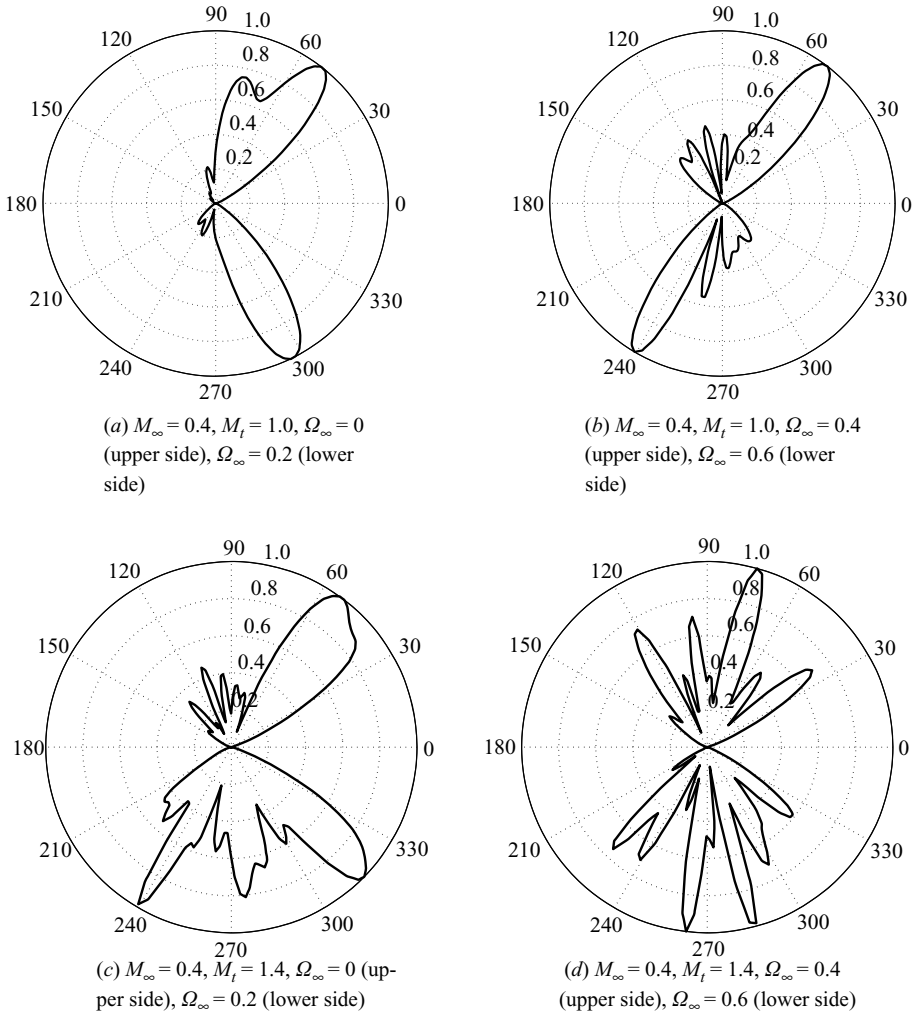 90 1.0
120 60
0.8
150 0.6 30
0.4
0.2
180 0
210 330
240 300
270
(a) M∞ = 0.4, Mt = 1.0, Ω∞ = 0
(upper side), Ω∞ = 0.2 (lower
side)
90 1.0
120 60
0.8
150 0.6 30
0.4
0.2
180 0
210 330
240 300
270
(b) M∞ = 0.4, Mt = 1.0, Ω∞ = 0.4
(upper side), Ω∞ = 0.6 (lower
side)
90 1.0
120 60
0.8
150 0.6 30
0.4
0.2
180 0
210 330
240 300
270
(c) M∞ = 0.4, Mt = 1.4, Ω∞ = 0 (up-
per side), Ω∞ = 0.2 (lower side)
90 1.0
120 60
0.8
150 0.6 30
0.4
0.2
180 0
210 330
240 300
270
(d) M∞ = 0.4, Mt = 1.4, Ω∞ = 0.4
(upper side), Ω∞ = 0.6 (lower side)